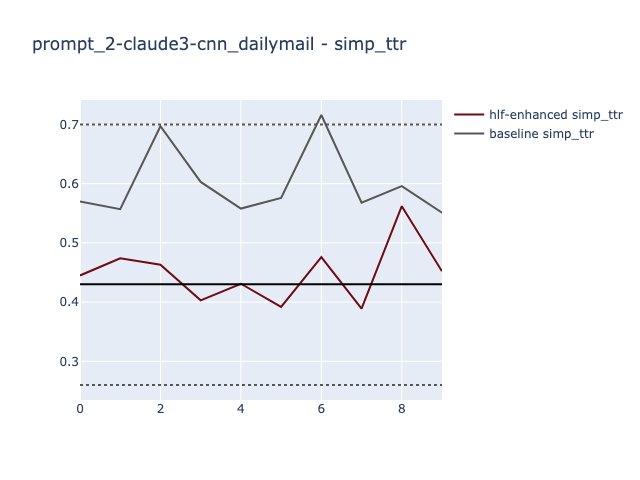 prompt_2-claude3-cnn_dailymail - simp_ttr
hlf-enhanced simp_ttr
baseline simp_ttr
0.7
0.6
0.5
0.4
0.3
0 2 4 6 8